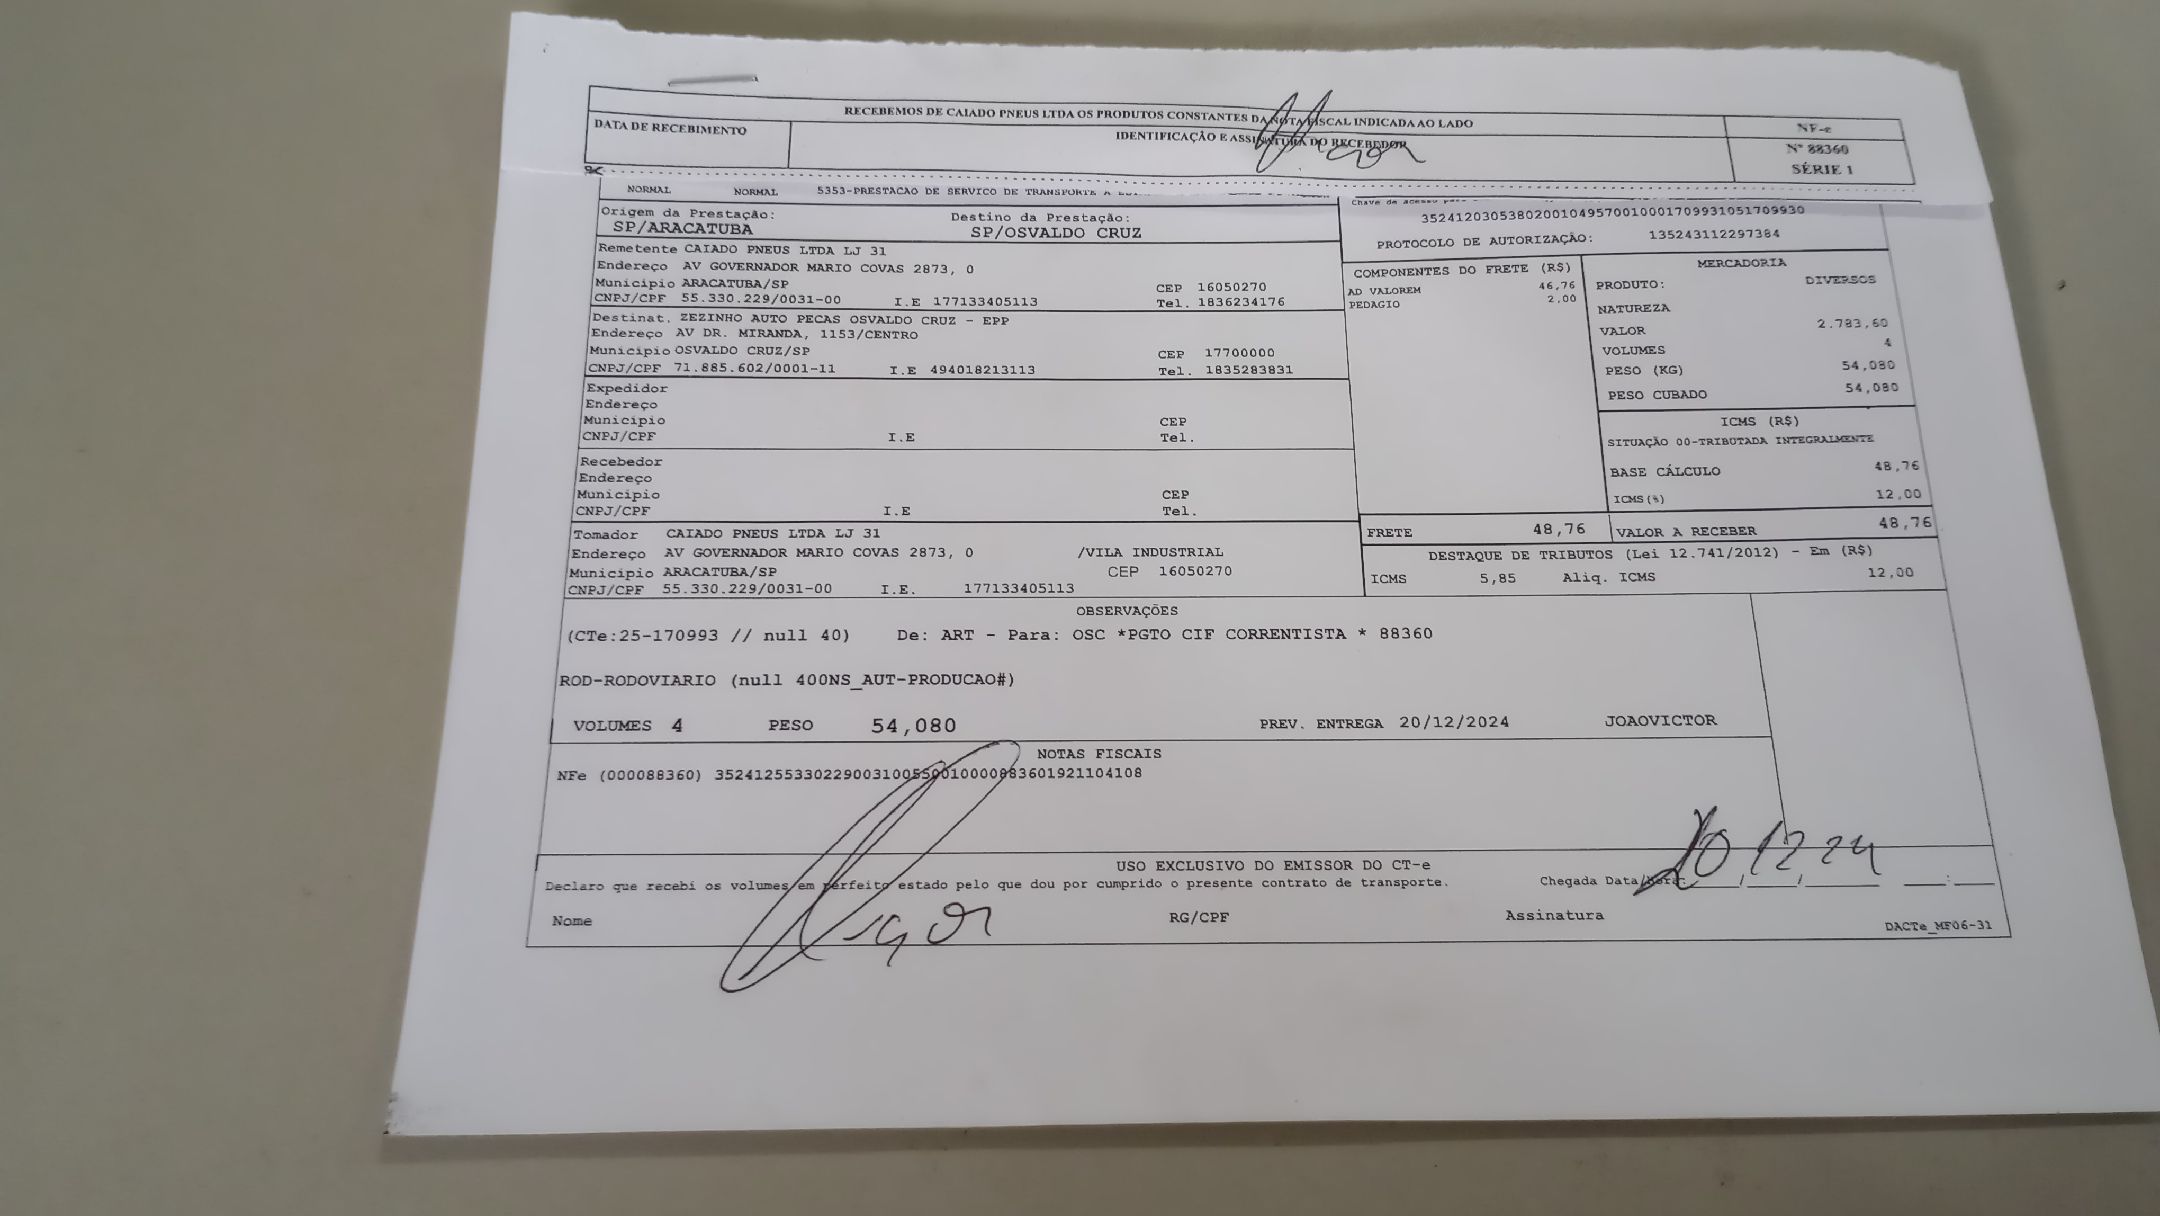 RECEBEMOS DE CAIADO PNEUS LTDA OS PRODUTOS CONSTANTES DA NOTA FISCAL INDICADA AO LADO
DATA DE RECEBIMENTO
IDENTIFICAÇÃO E ASSINATURA DO RECEBEDOR
NF-e
Nº 88360
SÉRIE 1
NORMAL NORMAL 5353-PRESTACAO DE SERVICO DE TRANSPORTE A
Origem da Prestação: Destino da Prestação:
SP/ARACATUBA SP/OSVALDO CRUZ
Chave de acesso para
35241203053802001049570010001709931051709930
PROTOCOLO DE AUTORIZAÇÃO: 135243112297384
Remetente CAIADO PNEUS LTDA LJ 31
Endereço AV GOVERNADOR MARIO COVAS 2873, 0
Municipio ARACATUBA/SP CEP 16050270
CNPJ/CPF 55.330.229/0031-00 I.E 177133405113 Tel. 1836234176
Destinat. ZEZINHO AUTO PECAS OSVALDO CRUZ - EPP
Endereço AV DR. MIRANDA, 1153/CENTRO
Municipio OSVALDO CRUZ/SP CEP 17700000
CNPJ/CPF 71.885.602/0001-11 I.E 494018213113 Tel. 1835283831
Expedidor
Endereço
Municipio CEP
CNPJ/CPF I.E Tel.
Recebedor
Endereço
Municipio CEP
CNPJ/CPF I.E Tel.
Tomador CAIADO PNEUS LTDA LJ 31
Endereço AV GOVERNADOR MARIO COVAS 2873, 0 /VILA INDUSTRIAL
Municipio ARACATUBA/SP CEP 16050270
CNPJ/CPF 55.330.229/0031-00 I.E. 177133405113
COMPONENTES DO FRETE (R$)
AD VALOREM 46,76
PEDAGIO 2,00
MERCADORIA
PRODUTO: DIVERSOS
NATUREZA
VALOR 2.783,60
VOLUMES 4
PESO (KG) 54,080
PESO CUBADO 54,080
ICMS (R$)
SITUAÇÃO 00-TRIBUTADA INTEGRALMENTE
BASE CÁLCULO 48,76
ICMS(%) 12,00
FRETE 48,76 VALOR A RECEBER 48,76
DESTAQUE DE TRIBUTOS (Lei 12.741/2012) - Em (R$)
ICMS 5,85 Aliq. ICMS 12,00
OBSERVAÇÕES
(CTe:25-170993 // null 40) De: ART - Para: OSC *PGTO CIF CORRENTISTA * 88360
ROD-RODOVIARIO (null 400NS_AUT-PRODUCAO#)
VOLUMES 4 PESO 54,080 PREV. ENTREGA 20/12/2024 JOAOVICTOR
NOTAS FISCAIS
NFe (000088360) 35241255330229003100550010000883601921104108
USO EXCLUSIVO DO EMISSOR DO CT-e
Declaro que recebi os volumes em perfeito estado pelo que dou por cumprido o presente contrato de transporte. Chegada Data/Hora: 20 12 24
Nome RG/CPF Assinatura
DACTe_MF06-31